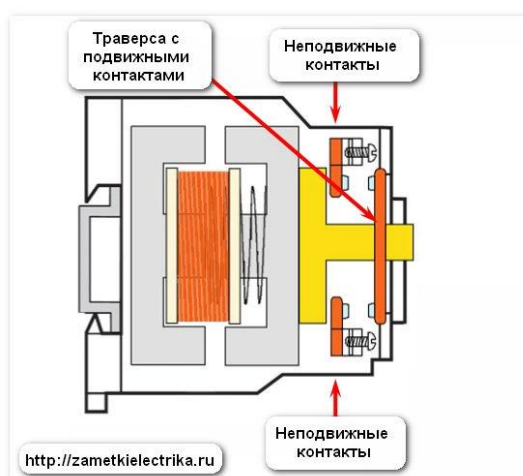 Траверса с
подвижными
контактами
Неподвижные
контакты
Неподвижные
контакты
http://zametkielectrika.ru